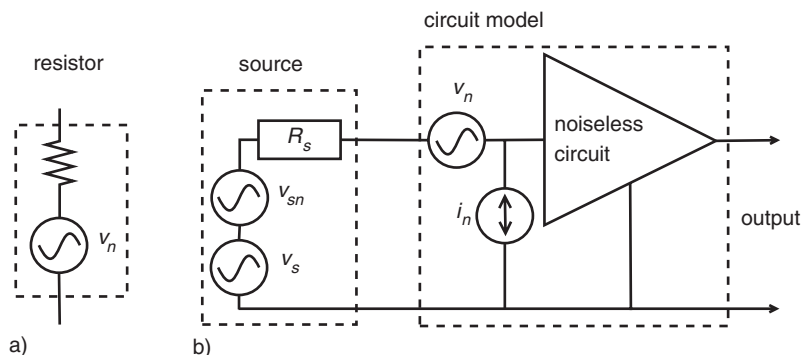 circuit model
resistor
source
v_n
R_s
noiseless
circuit
v_sn
i_n
v_n
v_s
output
a)
b)